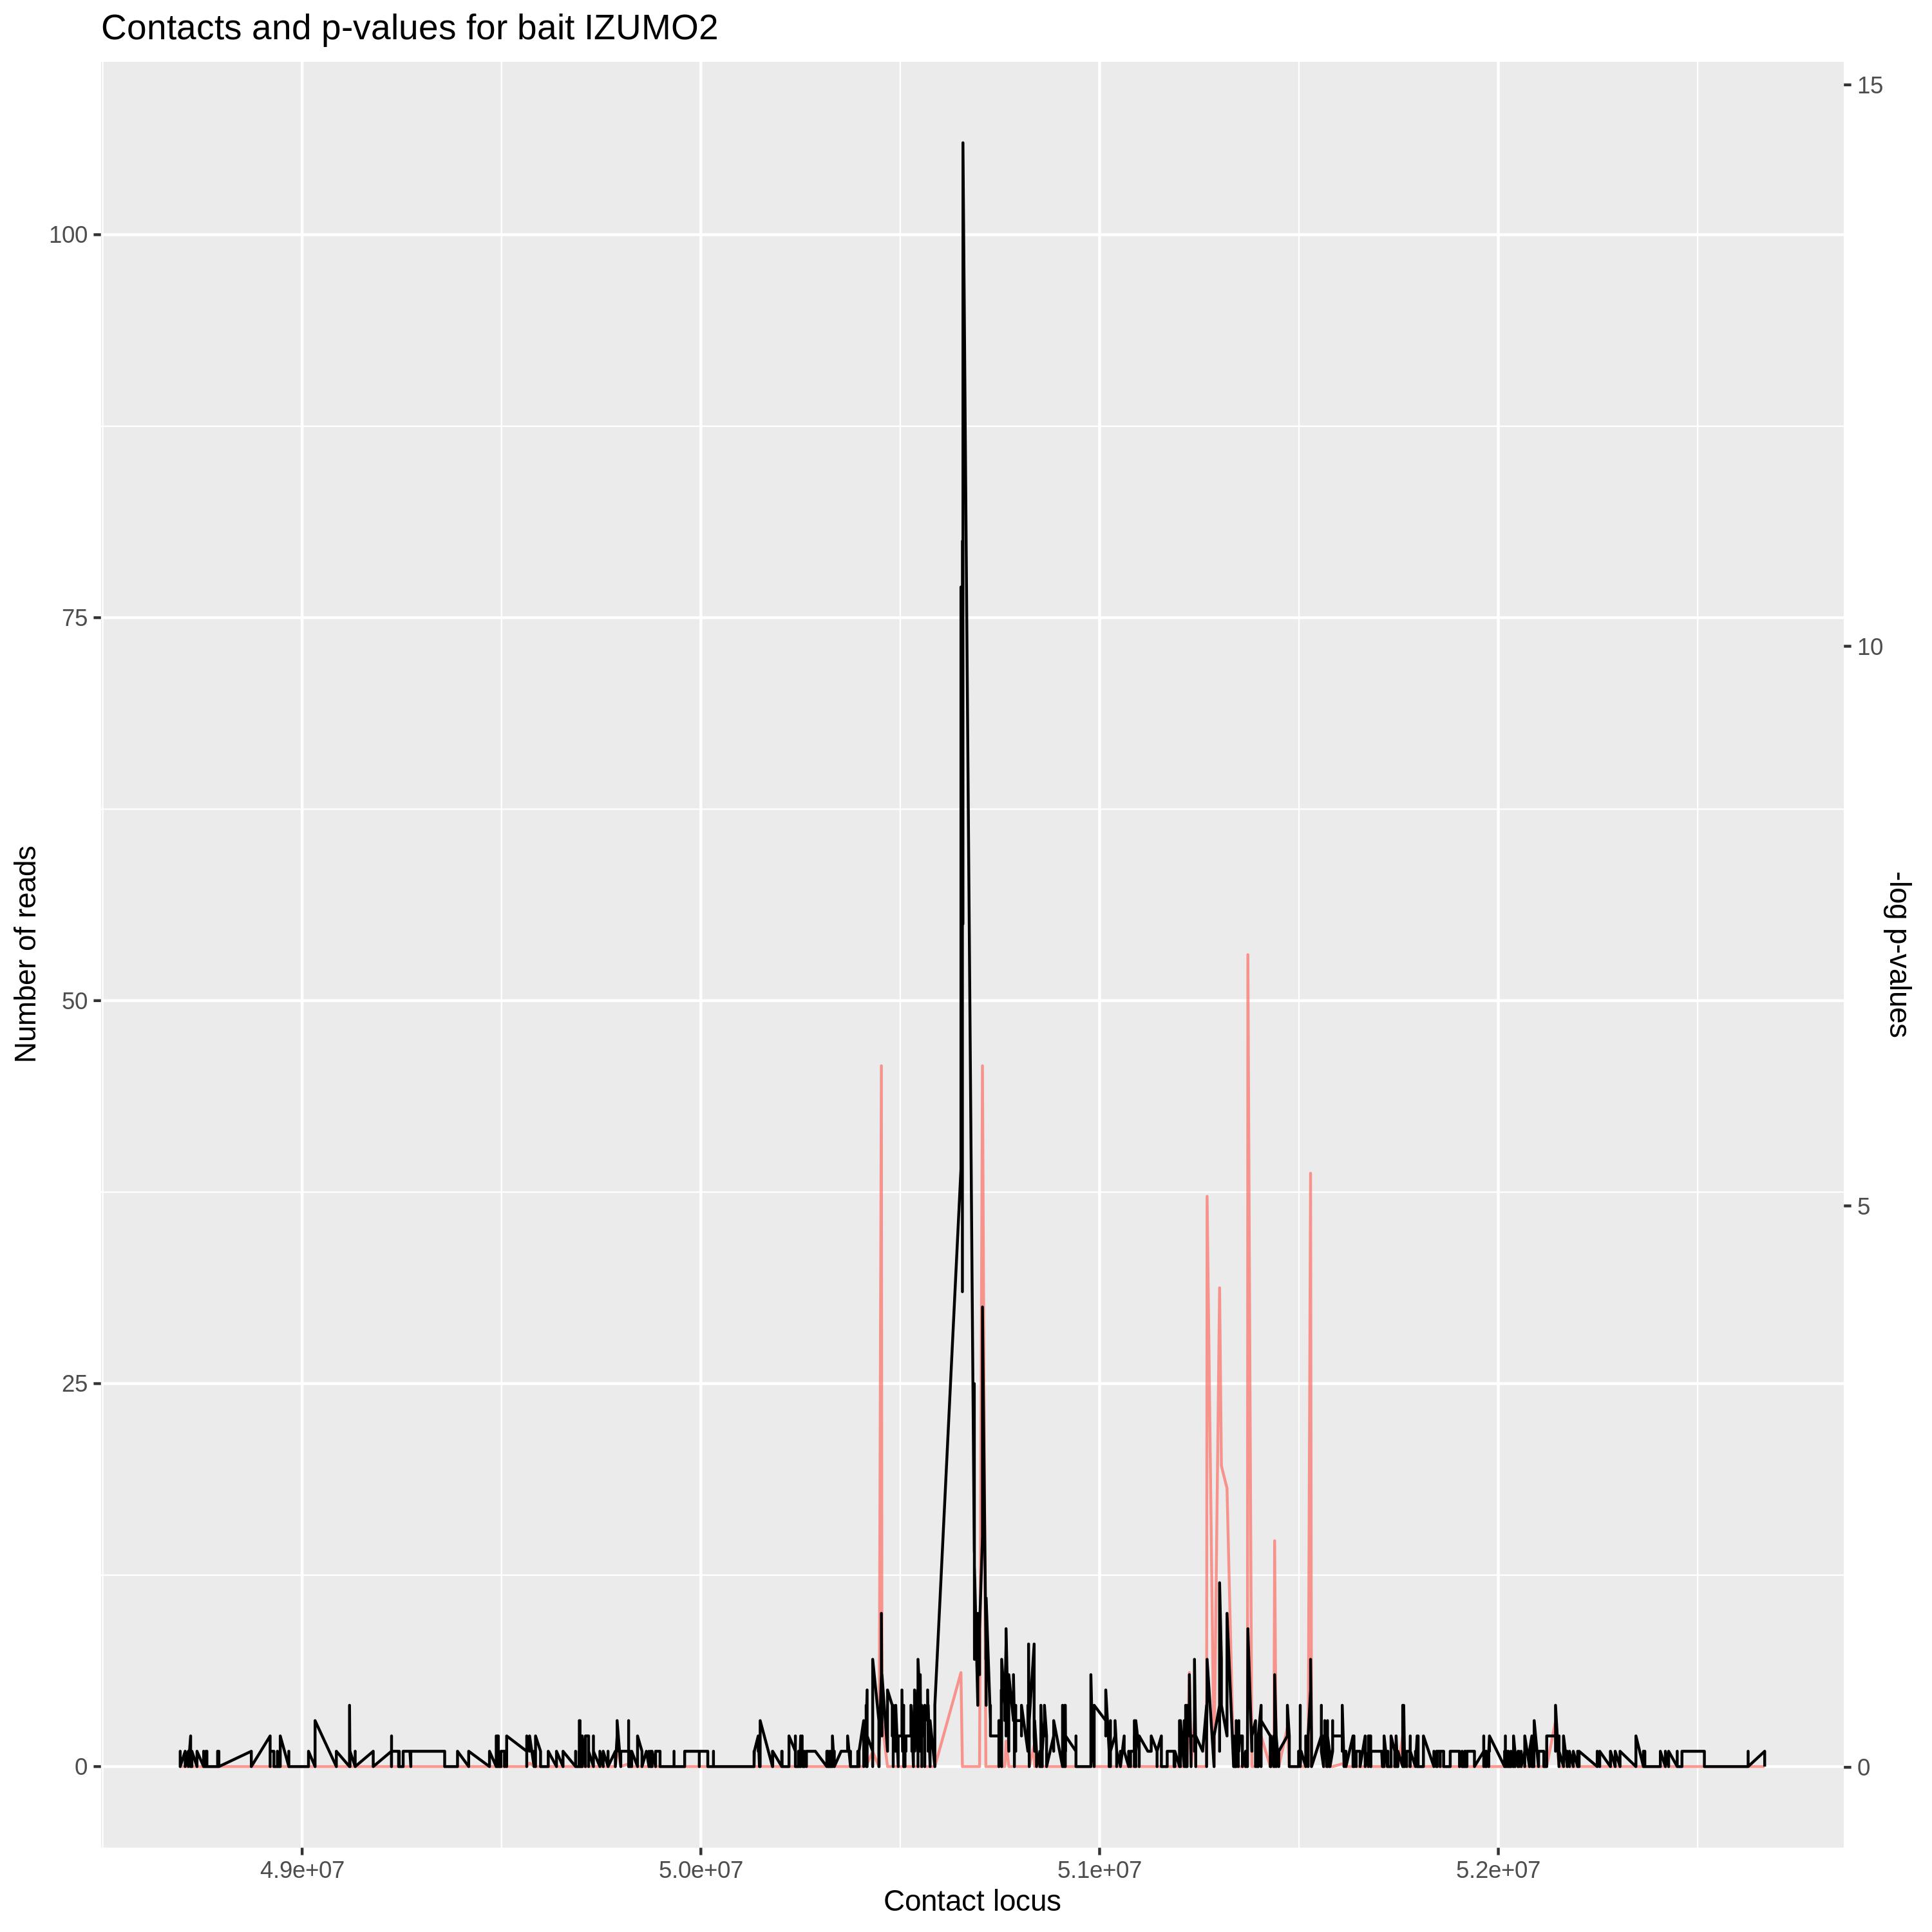 Contacts and p-values for bait IZUMO2
15
100
75
10
50
5
25
0
0
Number of reads
-log p-values
4.9e+07
5.0e+07
5.1e+07
5.2e+07
Contact locus